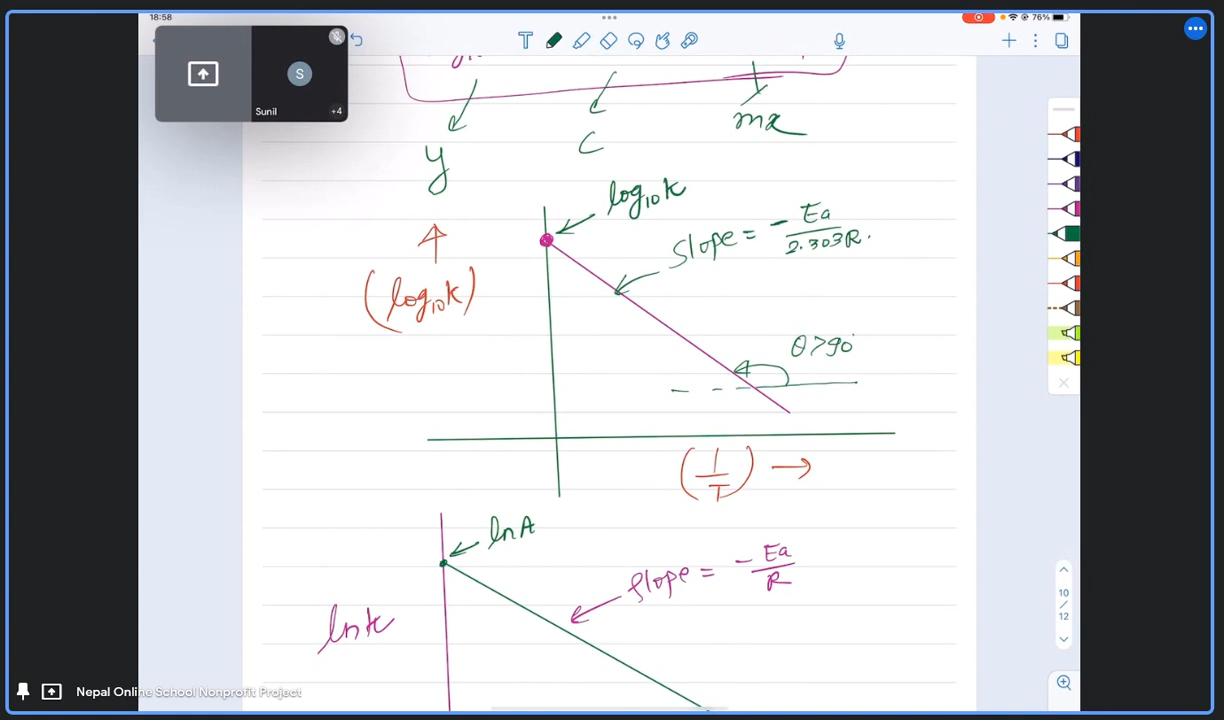 18:58
76%
Sunil
+4
y
c
mx
log₁₀k
Slope = - Ea / 2.303R.
(log₁₀k)
θ>90°
(1/T) →
lnA
Slope = - Ea / R
lnk
10
/
12
Nepal Online School Nonprofit Project
S
T